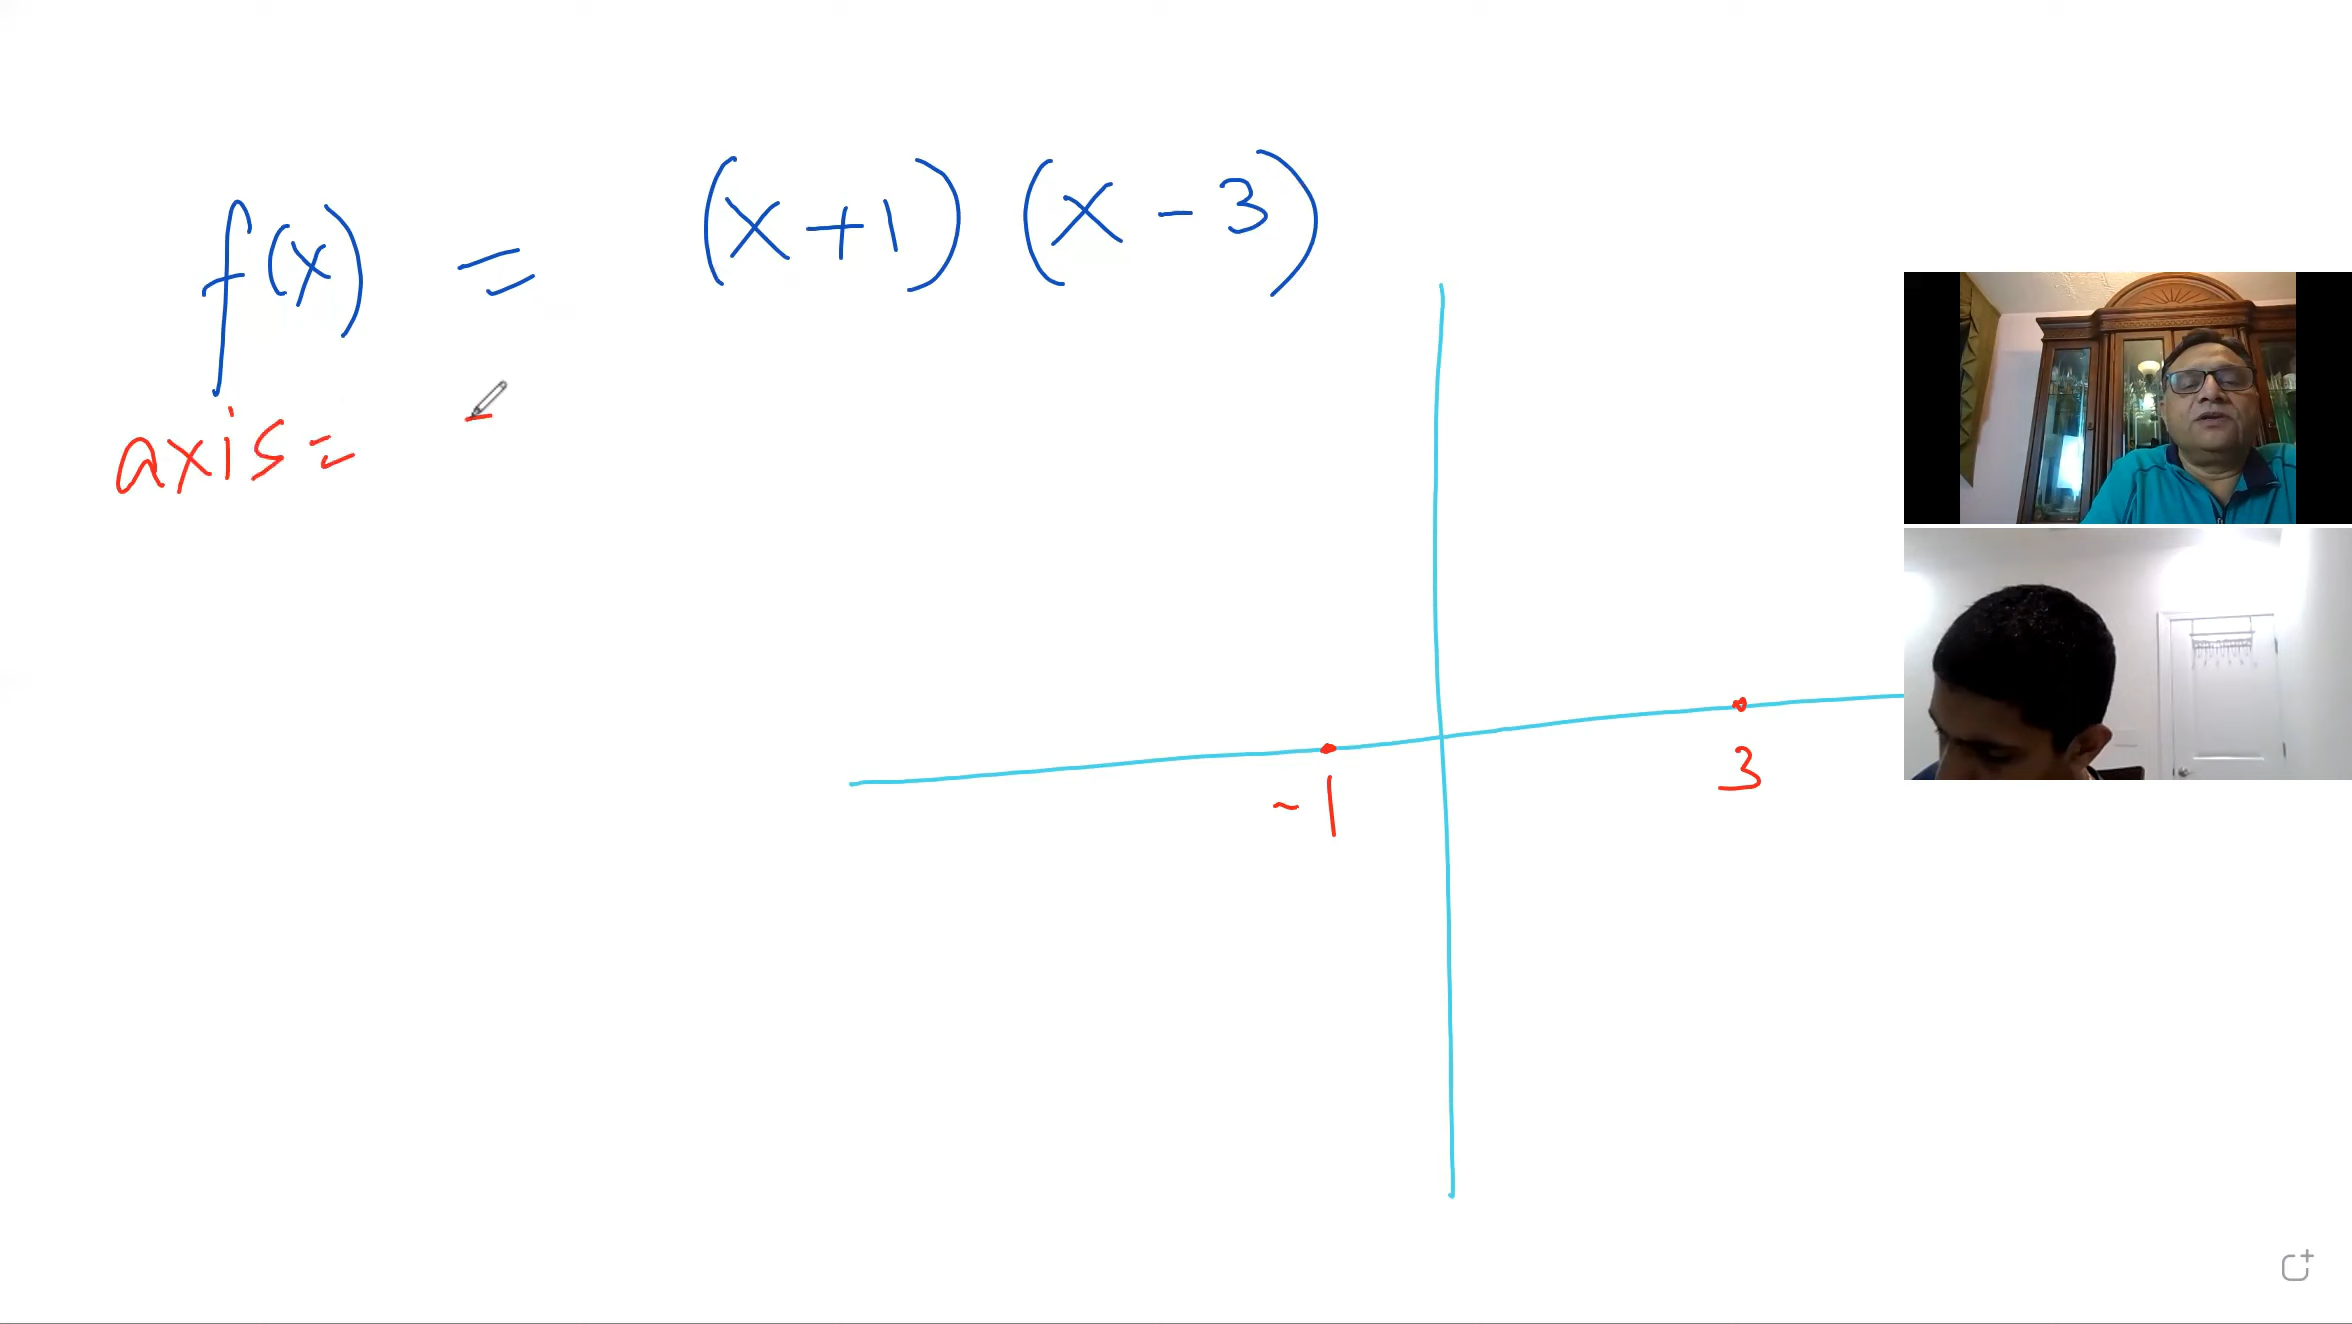 f(x) = (x+1) (x-3)
axis = -
-1 3